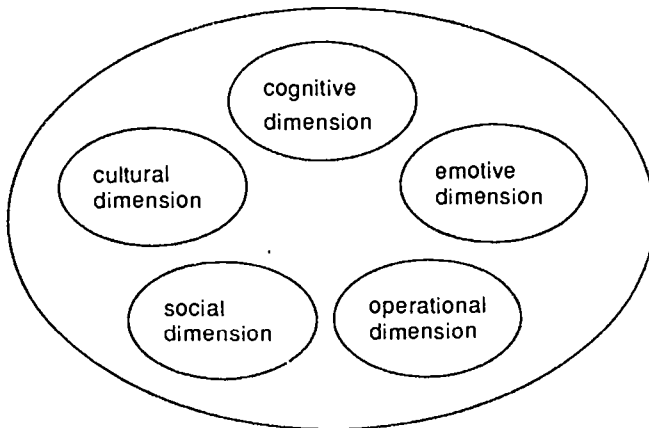 cognitive
dimension
cultural
dimension
emotive
dimension
social
dimension
operational
dimension